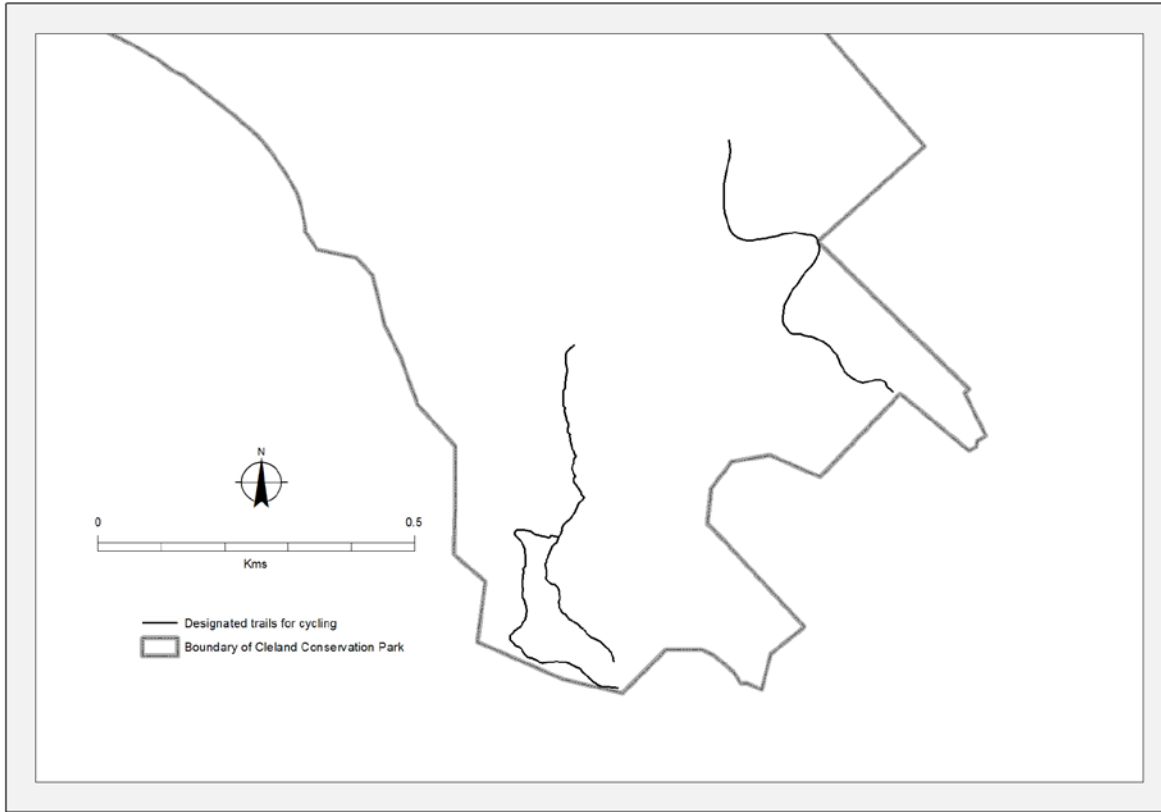 N
0 0.5
Kms
Designated trails for cycling
Boundary of Cleland Conservation Park